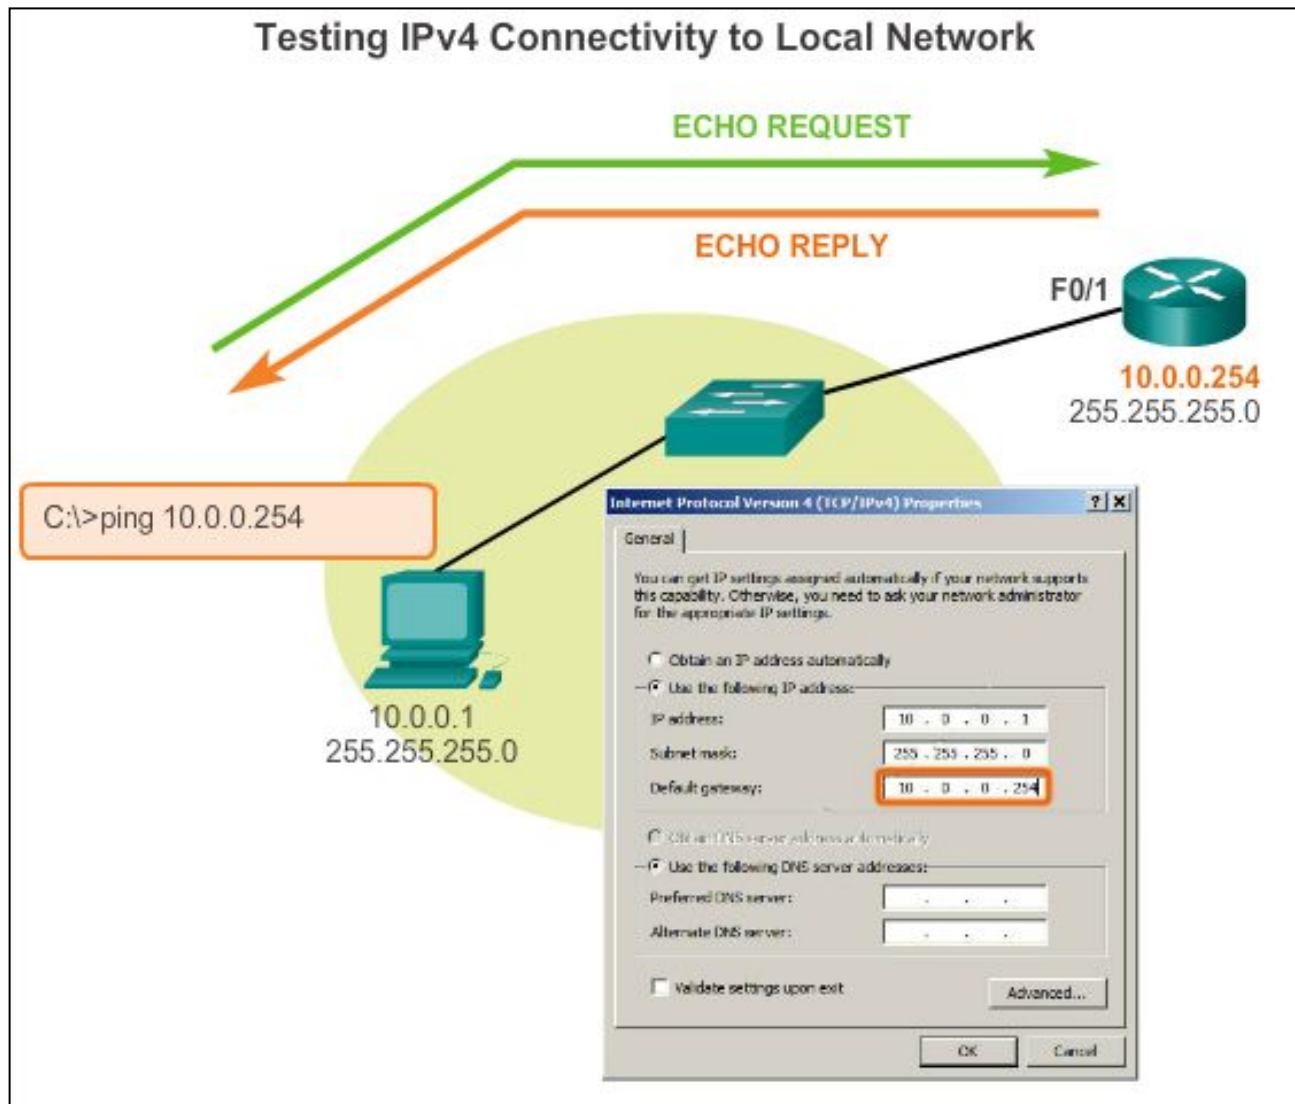 Testing IPv4 Connectivity to Local Network
ECHO REQUEST
ECHO REPLY
F0/1
10.0.0.254
255.255.255.0
C:\>ping 10.0.0.254
10.0.0.1
255.255.255.0
Internet Protocol Version 4 (TCP/IPv4) Properties
General
You can get IP settings assigned automatically if your network supports
this capability. Otherwise, you need to ask your network administrator
for the appropriate IP settings.
Obtain an IP address automatically
Use the following IP address:
IP address: 10 . 0 . 0 . 1
Subnet mask: 255 . 255 . 255 . 0
Default gateway: 10 . 0 . 0 . 254
Obtain DNS server address automatically
Use the following DNS server addresses:
Preferred DNS server: . . .
Alternate DNS server: . . .
Validate settings upon exit
Advanced...
OK Cancel